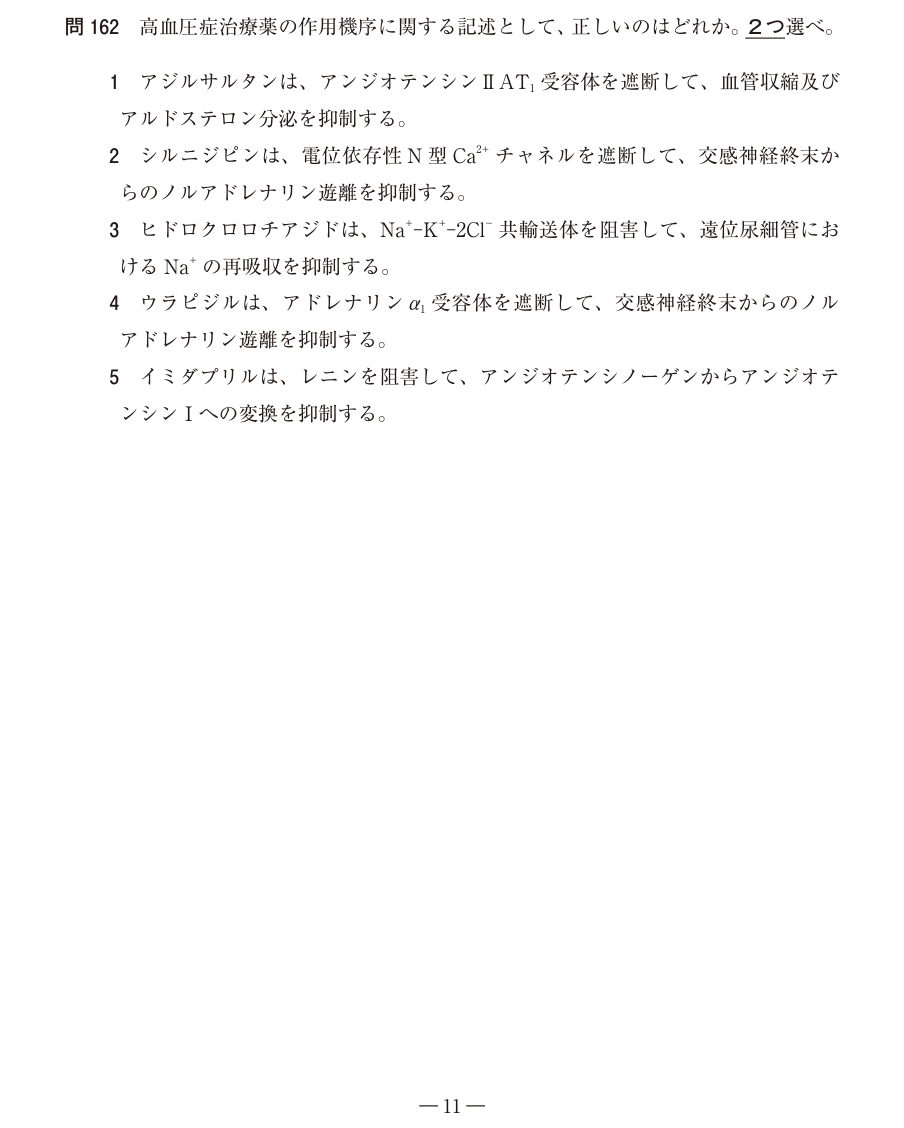 問 162 高血圧症治療薬の作用機序に関する記述として、正しいのはどれか。2つ選べ。
1 アジルサルタンは、アンジオテンシンⅡAT₁ 受容体を遮断して、血管収縮及び
アルドステロン分泌を抑制する。
2 シルニジピンは、電位依存性 N 型 Ca²⁺ チャネルを遮断して、交感神経終末か
らのノルアドレナリン遊離を抑制する。
3 ヒドロクロロチアジドは、Na⁺-K⁺-2Cl⁻ 共輸送体を阻害して、遠位尿細管にお
ける Na⁺ の再吸収を抑制する。
4 ウラピジルは、アドレナリン α₁ 受容体を遮断して、交感神経終末からのノル
アドレナリン遊離を抑制する。
5 イミダプリルは、レニンを阻害して、アンジオテンシノーゲンからアンジオテ
ンシンⅠへの変換を抑制する。
― 11 ―